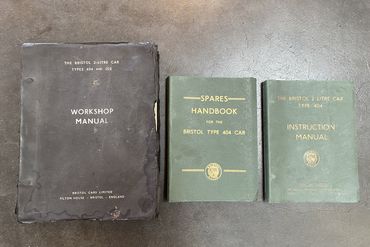 THE BRISTOL 2-LITRE CAR
TYPES 404 AND
WORKSHOP
MANUAL
BRISTOL CARS LIMITED
FILTON HOUSE - BRISTOL - ENGLAND
SPARES
HANDBOOK
FOR THE
BRISTOL TYPE 404 CAR
THE BRISTOL 2 LITRE CAR
TYPE 404
INSTRUCTION
MANUAL